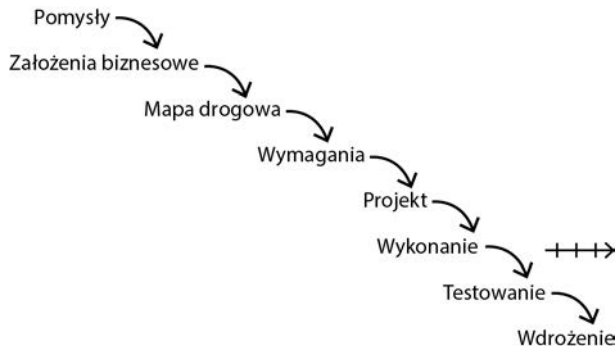 Pomysły
Założenia biznesowe
Mapa drogowa
Wymagania
Projekt
Wykonanie
Testowanie
Wdrożenie